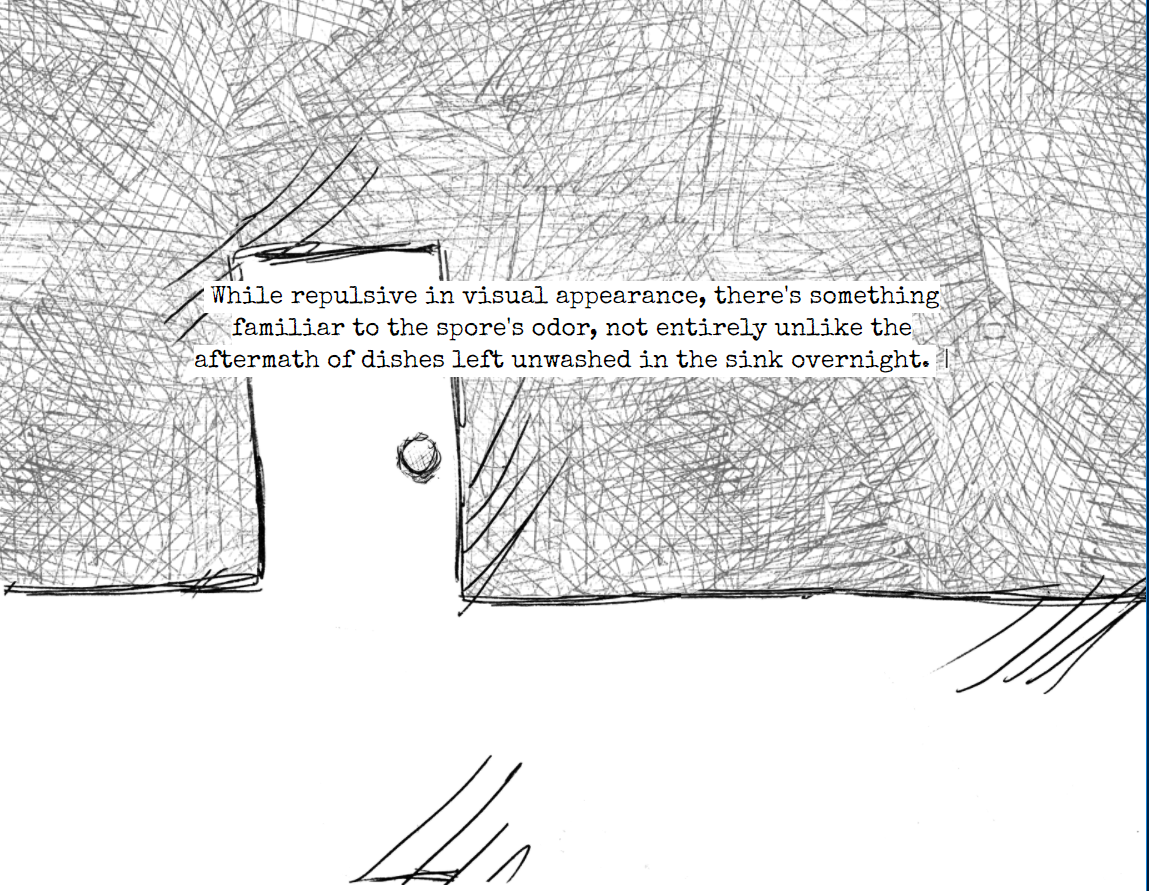 While repulsive in visual appearance, there's something
familiar to the spore's odor, not entirely unlike the
aftermath of dishes left unwashed in the sink overnight. |